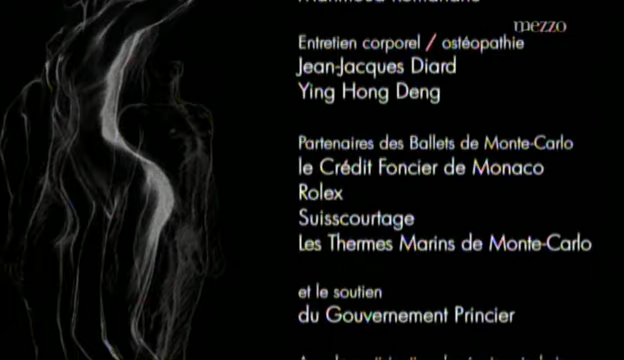 mezzo
Entretien corporel / ostéopathie
Jean-Jacques Diard
Ying Hong Deng
Partenaires des Ballets de Monte-Carlo
le Crédit Foncier de Monaco
Rolex
Suisscourtage
Les Thermes Marins de Monte-Carlo
et le soutien
du Gouvernement Princier